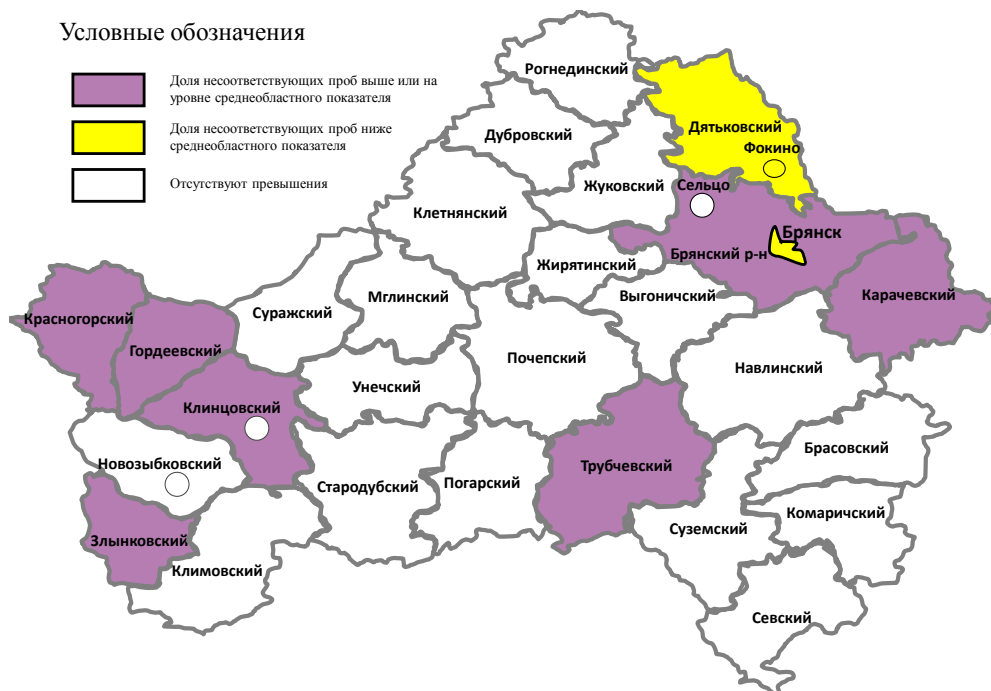 Условные обозначения
Доля несоответствующих проб выше или на
уровне среднеобластного показателя
Доля несоответствующих проб ниже
среднеобластного показателя
Отсутствуют превышения
Рогнединский
Дятьковский
Дубровский
Фокино
Жуковский
Сельцо
Клетнянский
Брянск
Брянский р-н
Жирятинский
Выгоничский
Карачевский
Мглинский
Суражский
Красногорский
Гордеевский
Почепский
Навлинский
Унечский
Клинцовский
Брасовский
Новозыбковский
Трубчевский
Погарский
Стародубский
Комаричский
Суземский
Злынковский
Климовский
Севский